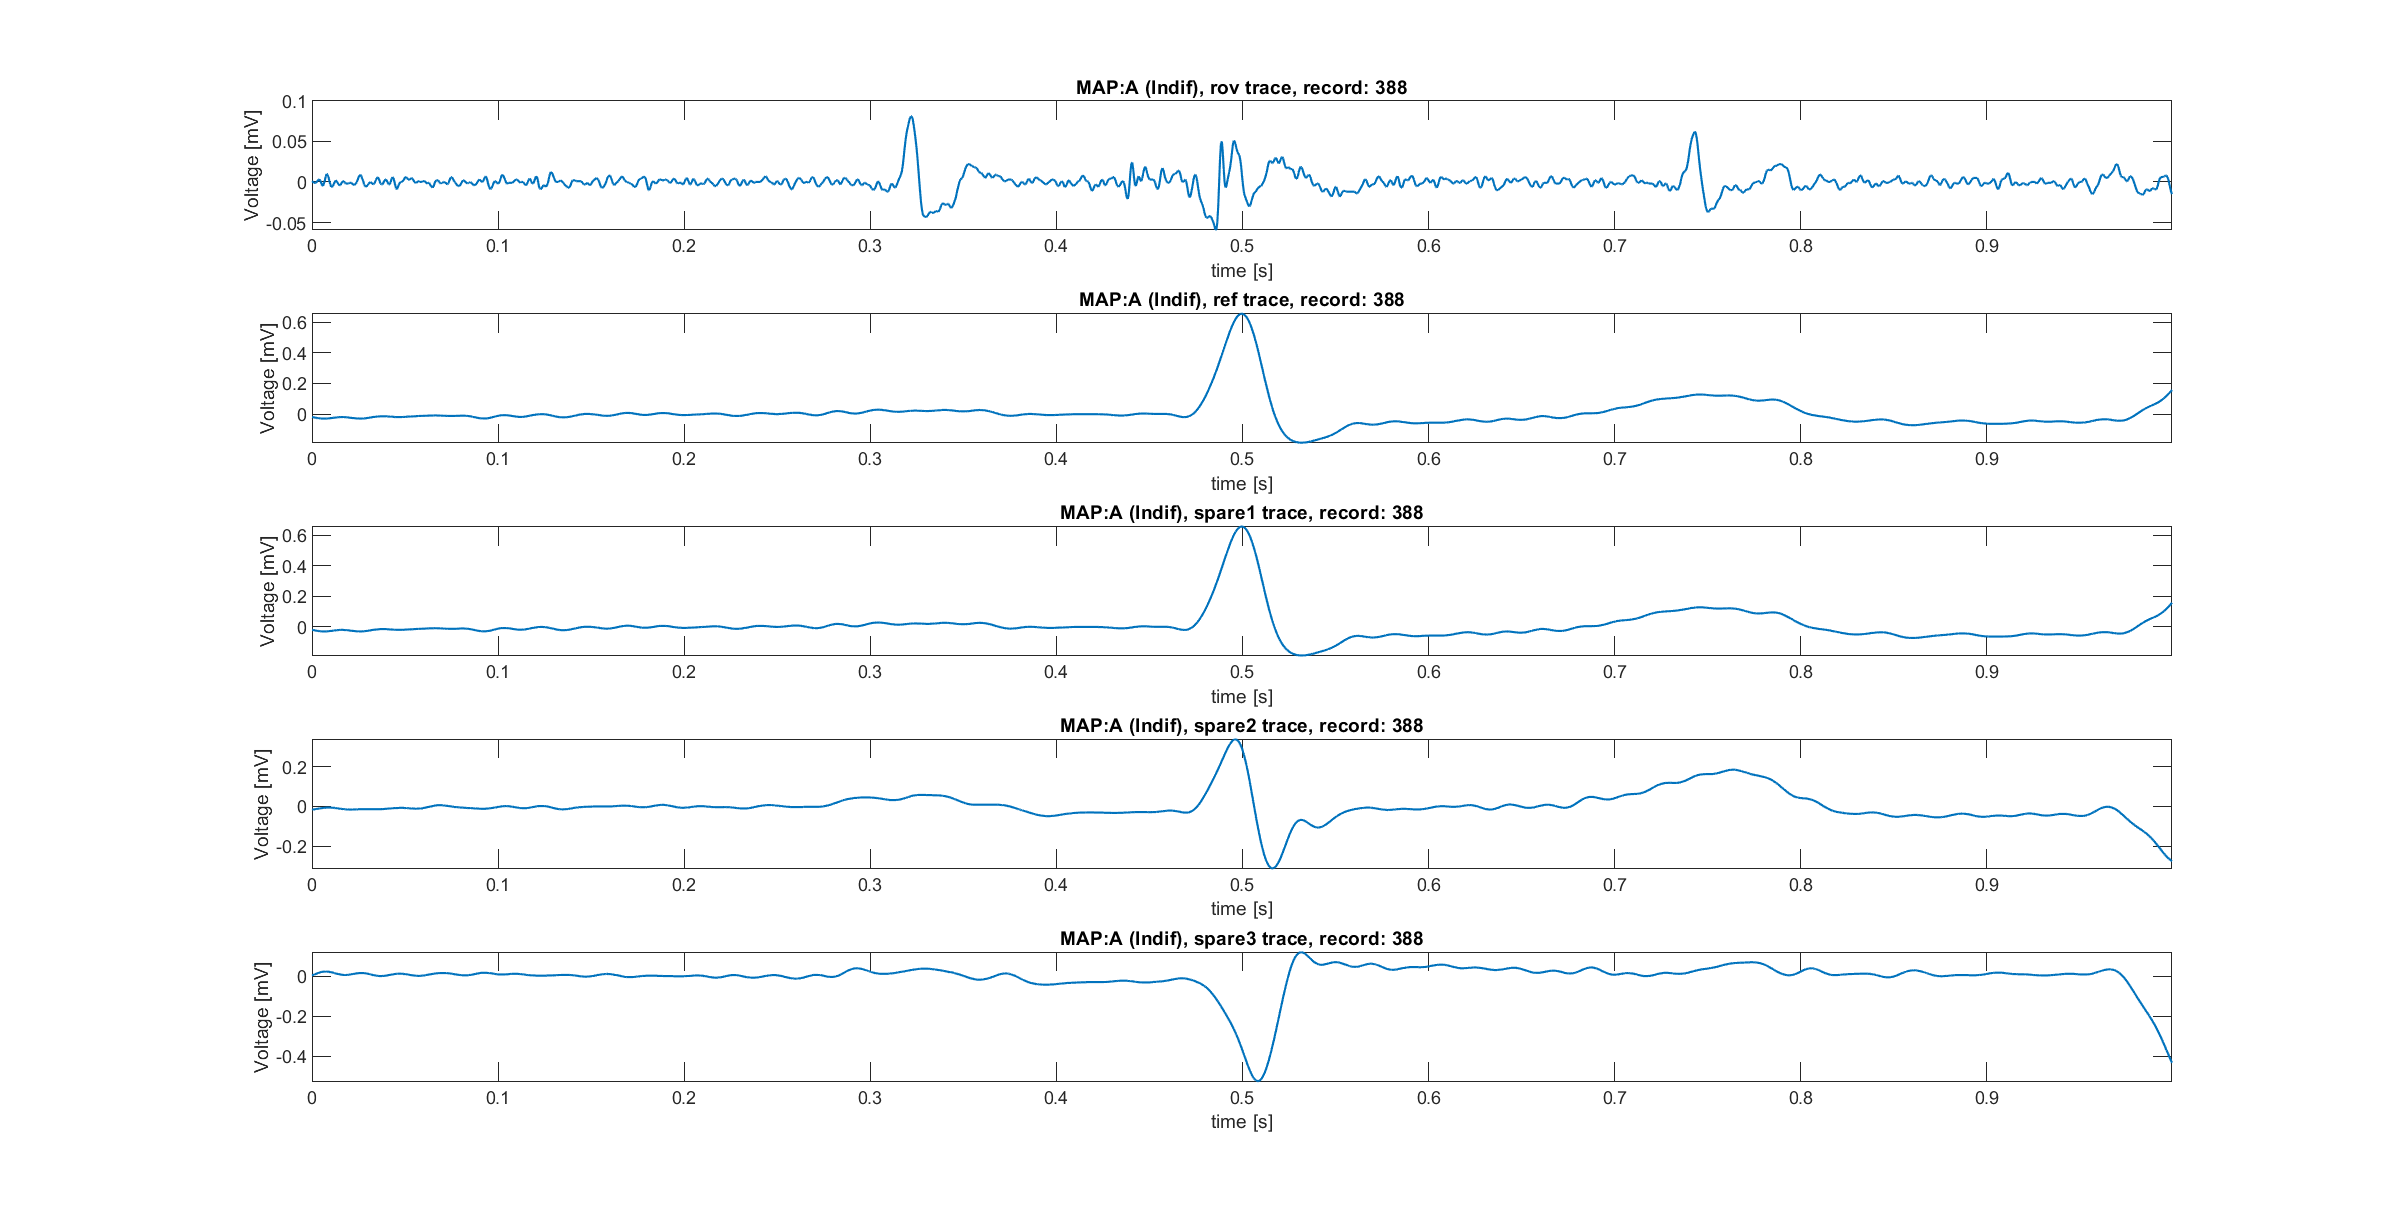 MAP:A (Indif), rov trace, record: 388
Voltage [mV]
0.1
0.05
0
-0.05
0 0.1 0.2 0.3 0.4 0.5 0.6 0.7 0.8 0.9
time [s]
MAP:A (Indif), ref trace, record: 388
Voltage [mV]
0.6
0.4
0.2
0
0 0.1 0.2 0.3 0.4 0.5 0.6 0.7 0.8 0.9
time [s]
MAP:A (Indif), spare1 trace, record: 388
Voltage [mV]
0.6
0.4
0.2
0
0 0.1 0.2 0.3 0.4 0.5 0.6 0.7 0.8 0.9
time [s]
MAP:A (Indif), spare2 trace, record: 388
Voltage [mV]
0.2
0
-0.2
0 0.1 0.2 0.3 0.4 0.5 0.6 0.7 0.8 0.9
time [s]
MAP:A (Indif), spare3 trace, record: 388
Voltage [mV]
0
-0.2
-0.4
0 0.1 0.2 0.3 0.4 0.5 0.6 0.7 0.8 0.9
time [s]